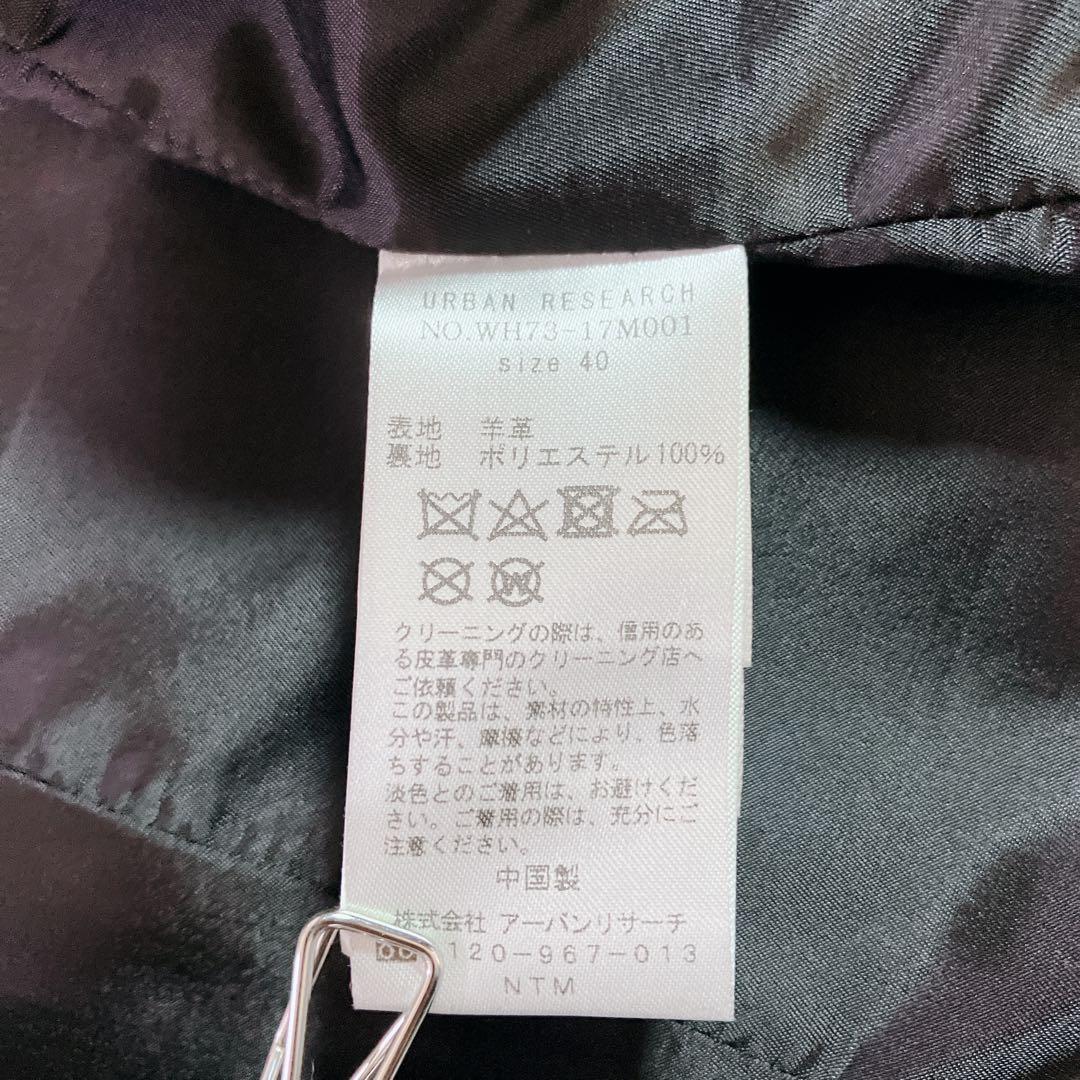 URBAN RESEARCH
NO.WH73-17M001
size 40
表地 羊革
裏地 ポリエステル100%
W
クリーニングの際は、信用のあ
る皮革専門のクリーニング店へ
ご依頼ください。
この製品は、素材の特性上、水
分や汗、摩擦などにより、色落
ちすることがあります。
淡色とのご着用は、お避けくだ
さい。ご着用の際は、充分にご
注意ください。
中国製
株式会社 アーバンリサーチ
120-967-013
NTM